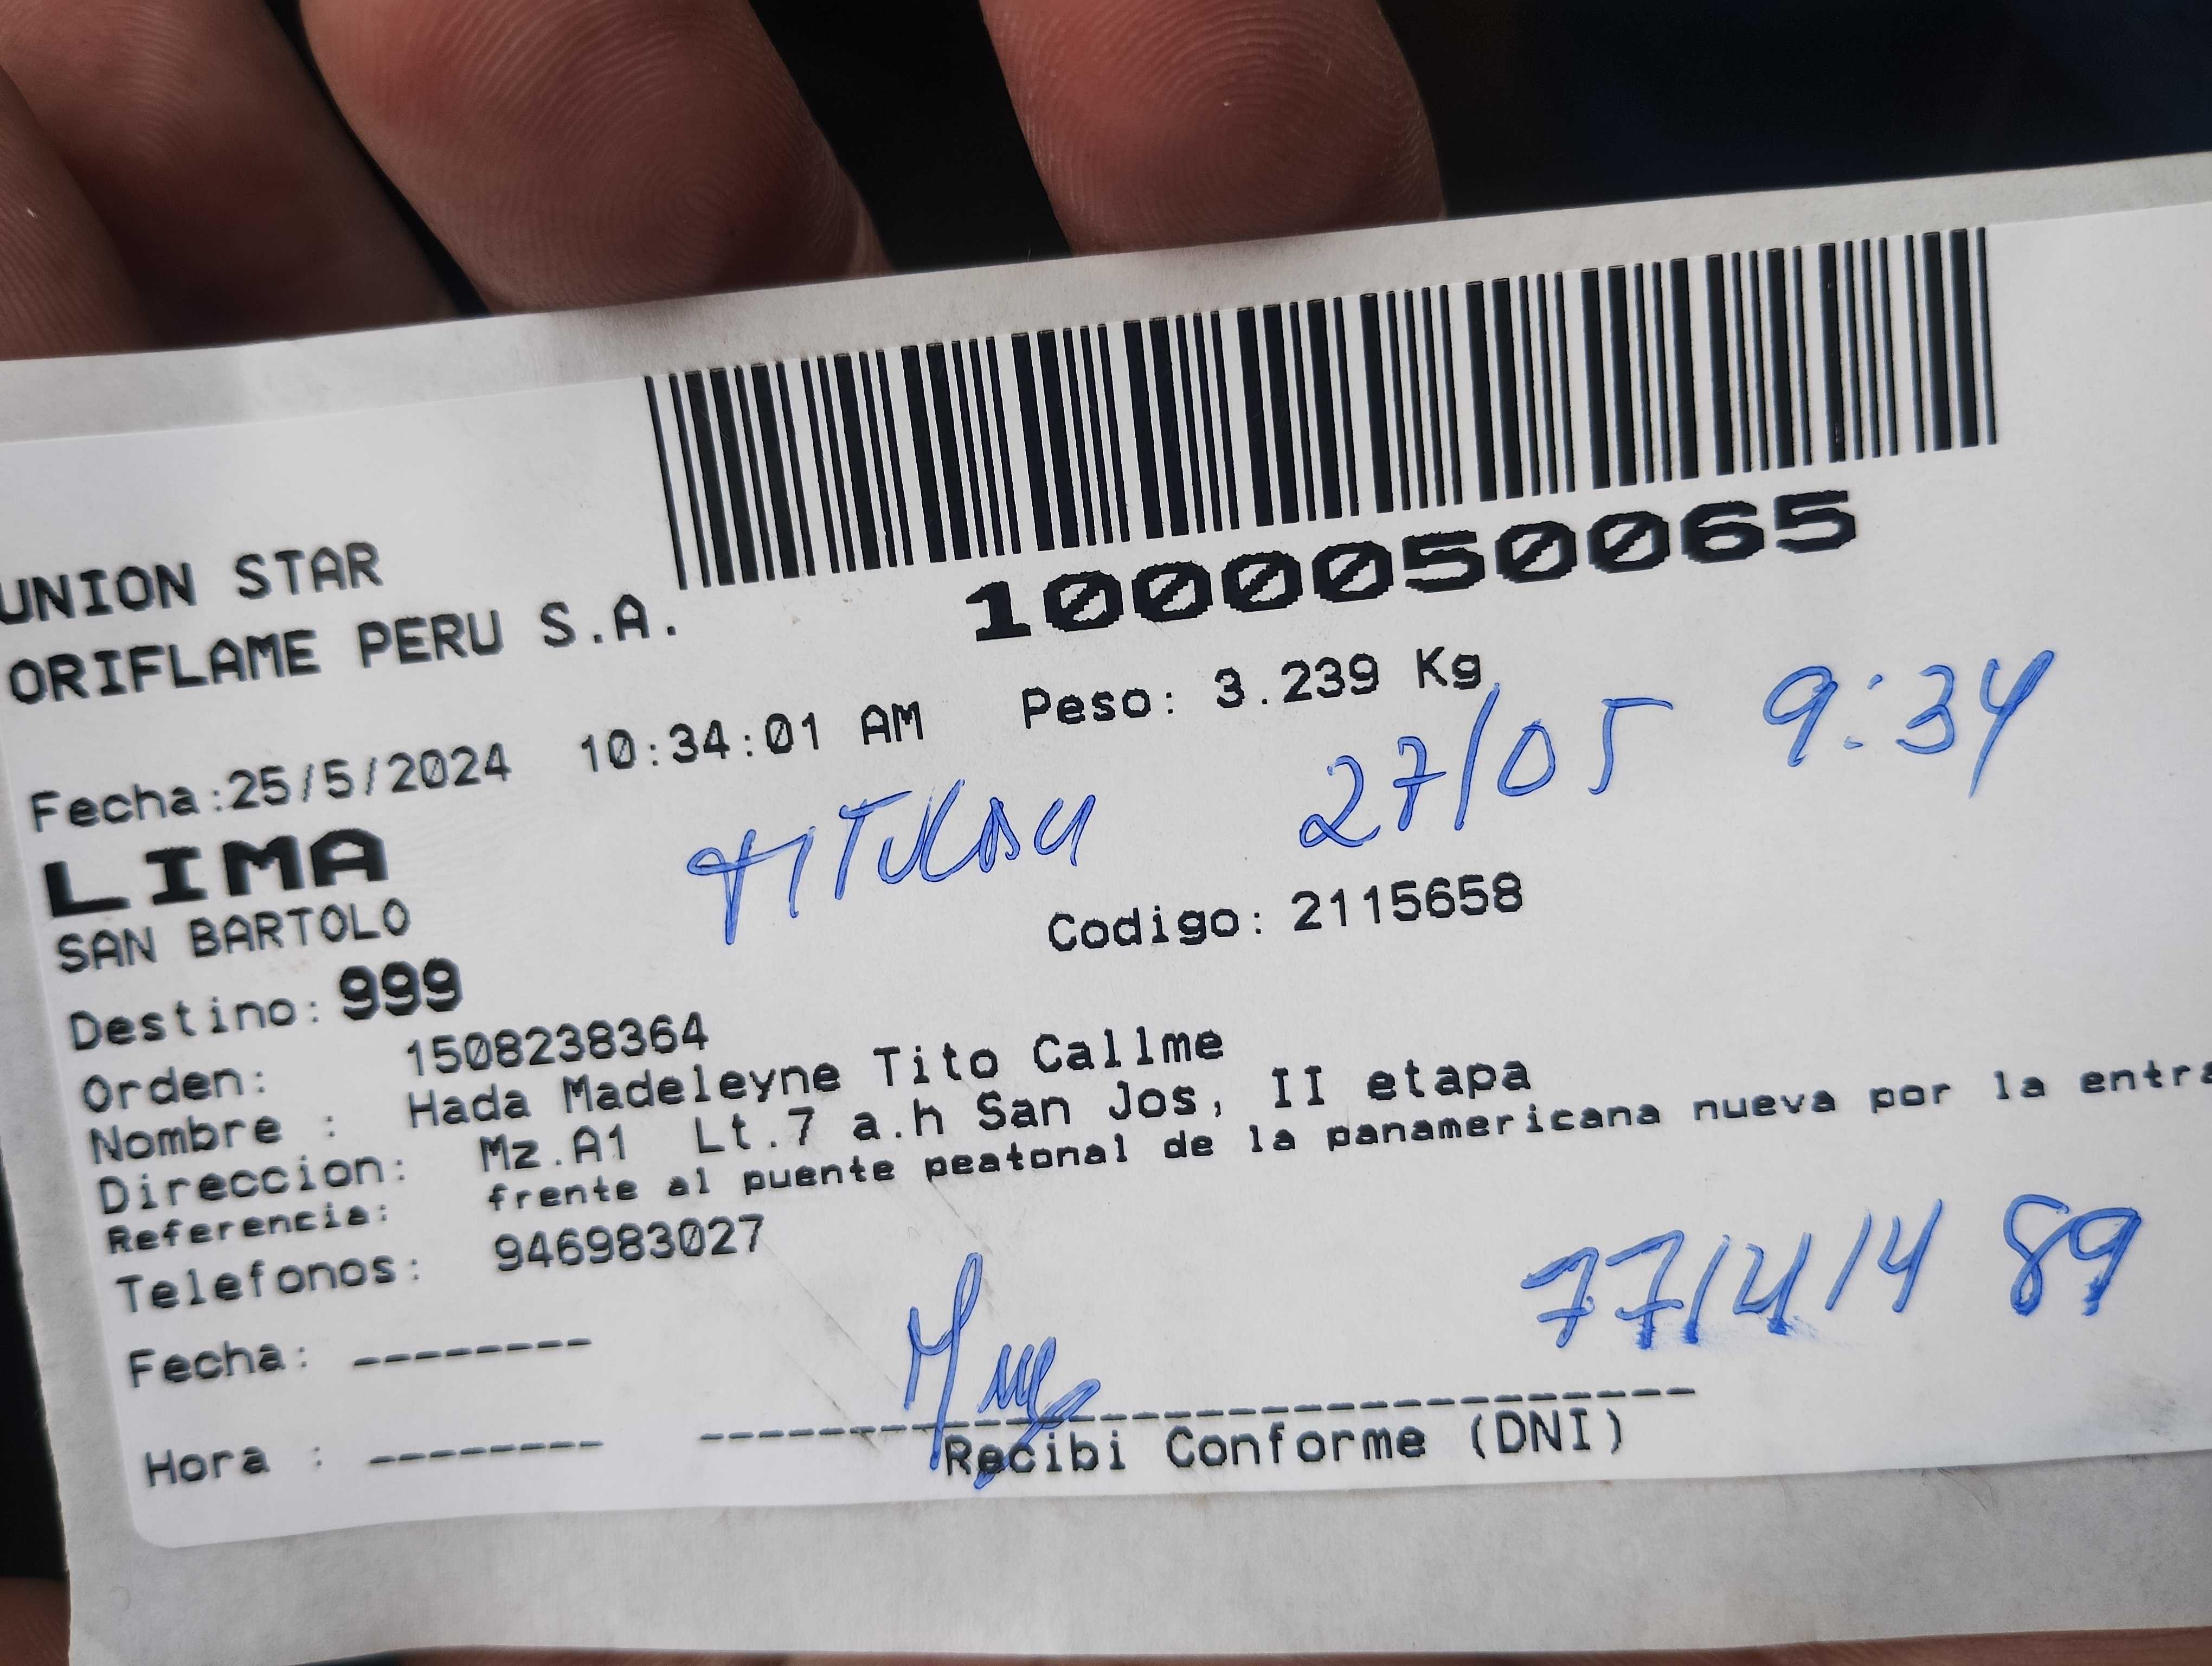 1000050065
UNION STAR
ORIFLAME PERU S.A.
Fecha:25/5/2024 10:34:01 AM Peso: 3.239 Kg
LIMA
TITULAR 27/05 9:34
SAN BARTOLO
Codigo: 2115658
Destino: 999
Orden: 1508238364
Nombre : Hada Madeleyne Tito Callme
Direccion: Mz.A1 Lt.7 a.h San Jos, II etapa
Referencia: frente al puente peatonal de la panamericana nueva por la entra
Telefonos: 946983027
Fecha: --------
Hora : --------
Recibi Conforme (DNI)